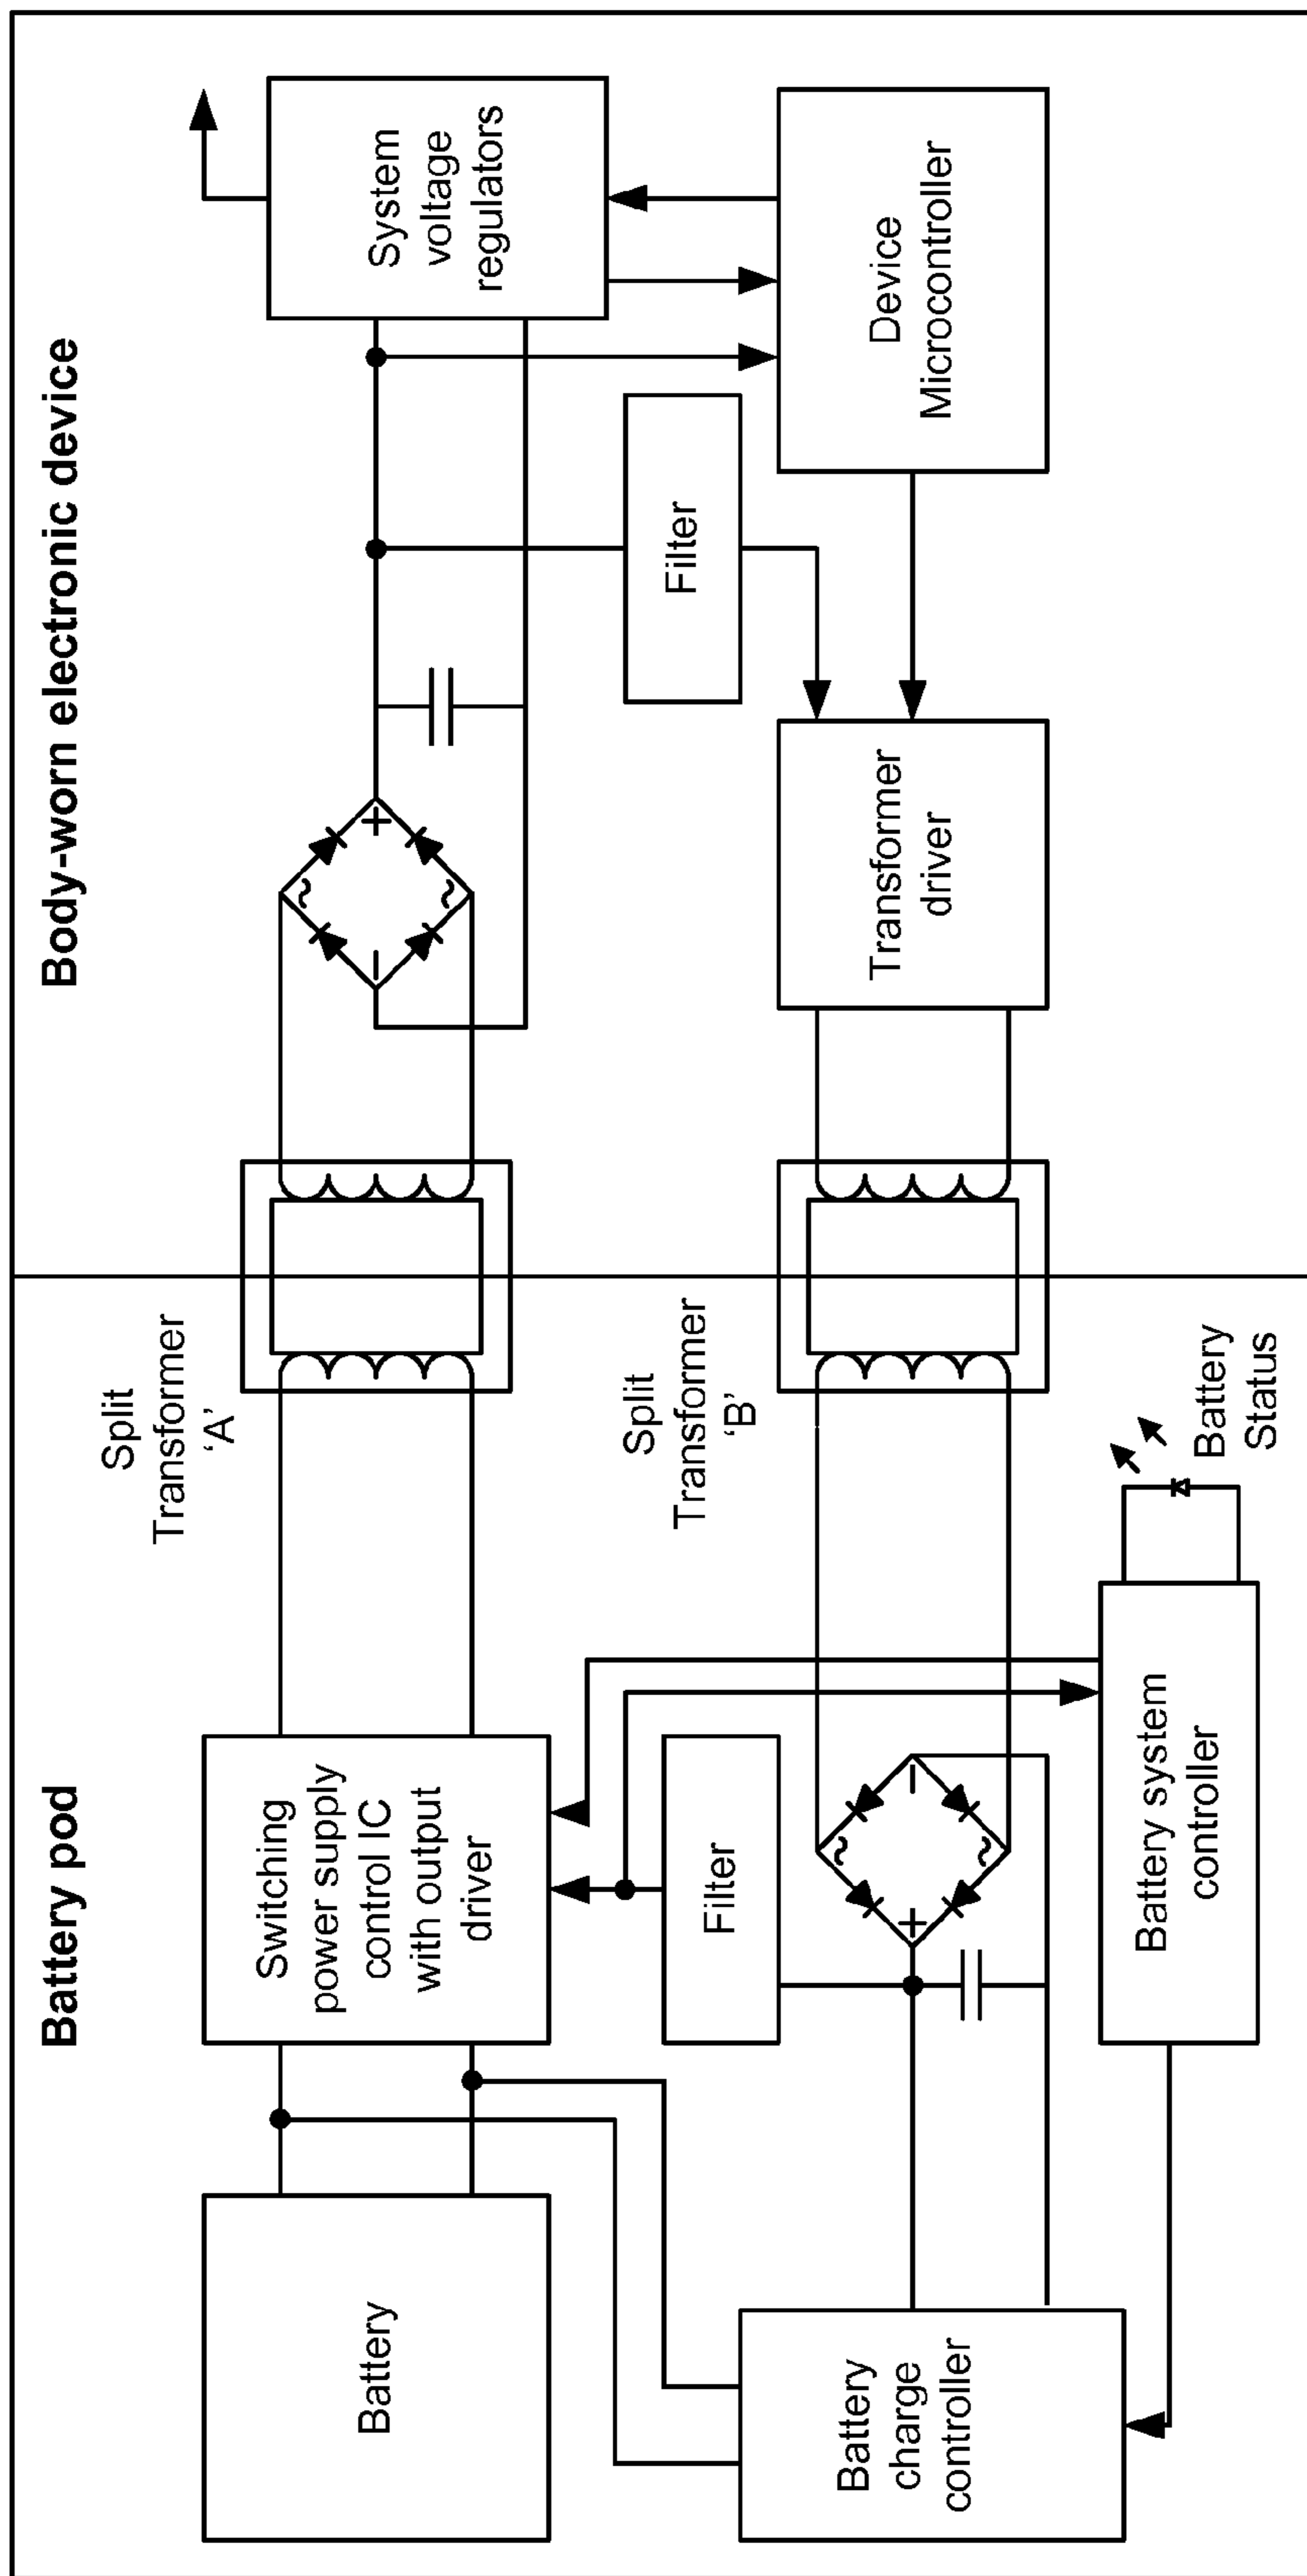 Battery pod
Body-worn electronic device
Battery
Switching
power supply
control IC
with output
driver
Split
Transformer
‘A’
System
voltage
regulators
Filter
Filter
Split
Transformer
‘B’
Battery
charge
controller
Transformer
driver
Device
Microcontroller
Battery system
controller
Battery
Status